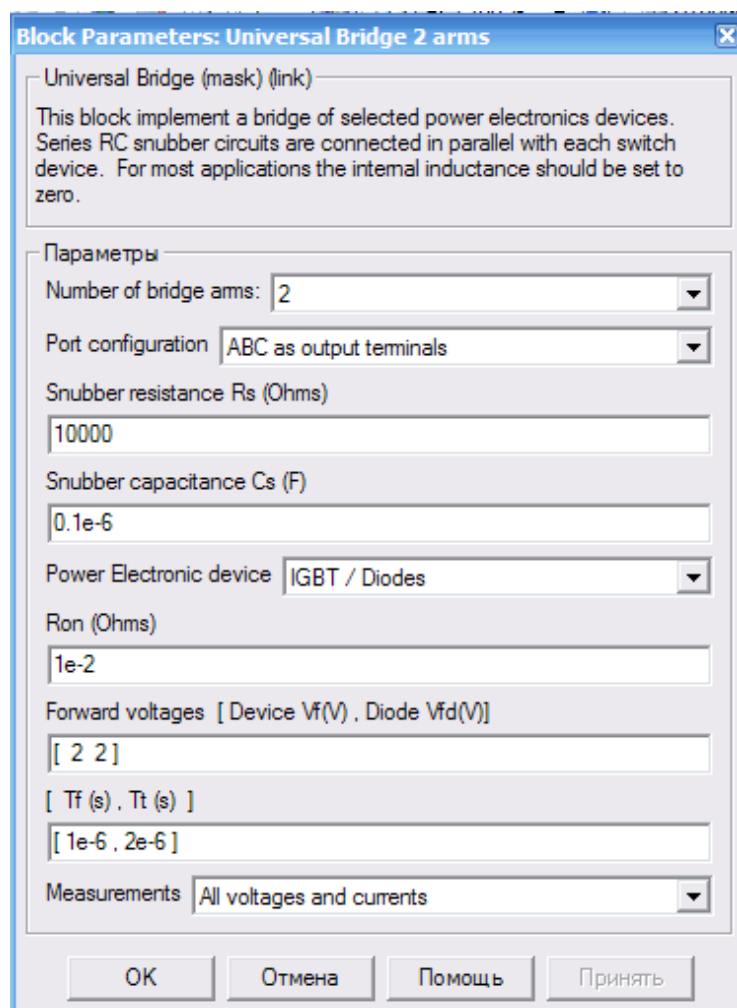 Block Parameters: Universal Bridge 2 arms
Universal Bridge (mask) (link)
This block implement a bridge of selected power electronics devices.
Series RC snubber circuits are connected in parallel with each switch
device. For most applications the internal inductance should be set to
zero.
Параметры
Number of bridge arms: 2
Port configuration ABC as output terminals
Snubber resistance Rs (Ohms)
10000
Snubber capacitance Cs (F)
0.1e-6
Power Electronic device IGBT / Diodes
Ron (Ohms)
1e-2
Forward voltages [ Device Vf(V) , Diode Vfd(V)]
[ 2 2 ]
[ Tf (s) , Tt (s) ]
[ 1e-6 , 2e-6 ]
Measurements All voltages and currents
OK Отмена Помощь Принять